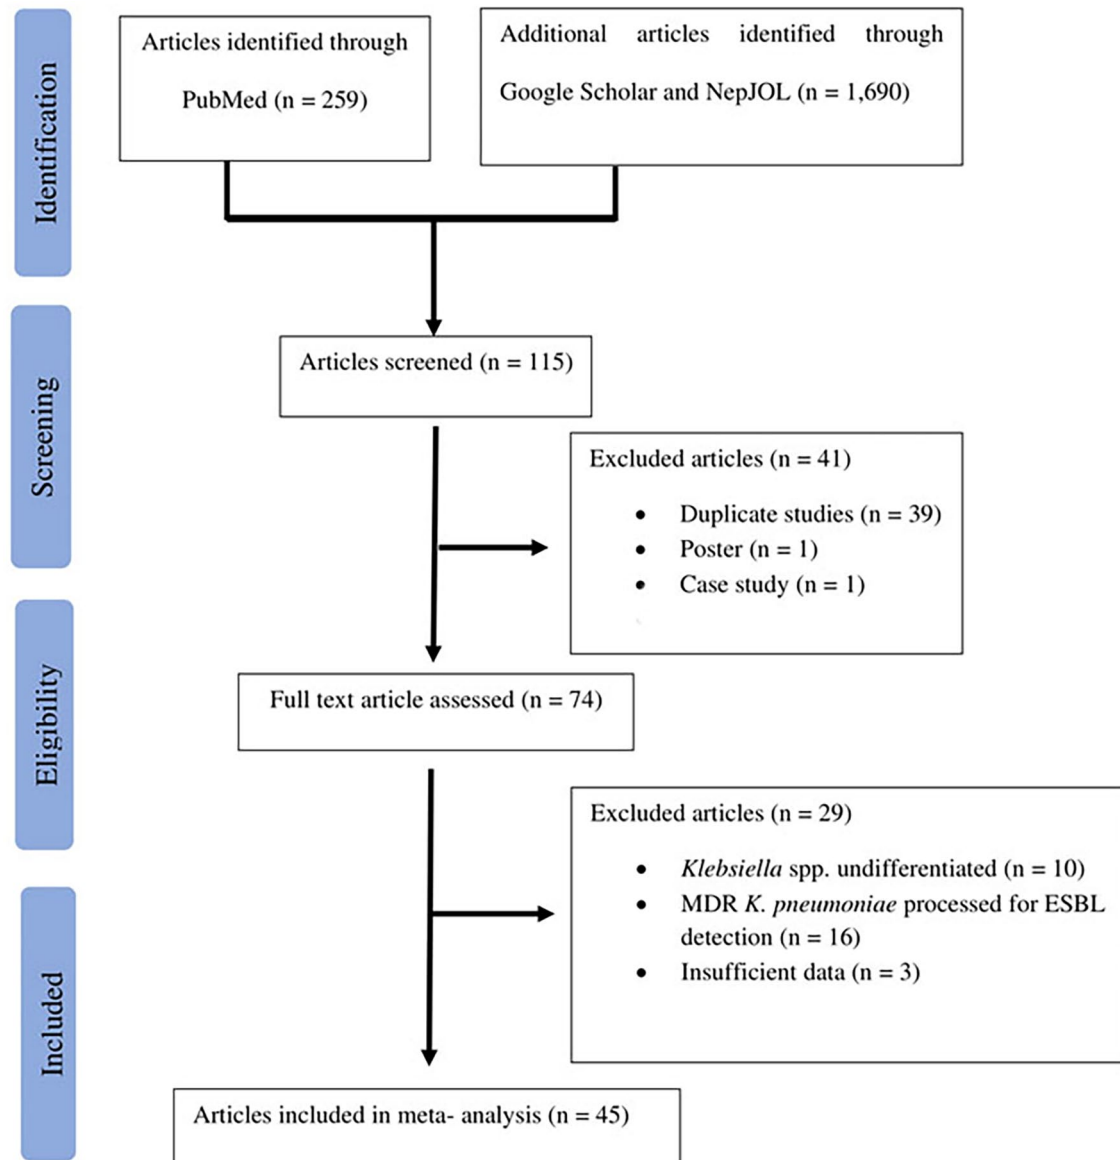 Identification
Articles identified through
PubMed (n = 259)
Additional articles identified through
Google Scholar and NepJOL (n = 1,690)
Screening
Articles screened (n = 115)
Excluded articles (n = 41)
• Duplicate studies (n = 39)
• Poster (n = 1)
• Case study (n = 1)
Eligibility
Full text article assessed (n = 74)
Excluded articles (n = 29)
• Klebsiella spp. undifferentiated (n = 10)
• MDR K. pneumoniae processed for ESBL
detection (n = 16)
• Insufficient data (n = 3)
Included
Articles included in meta- analysis (n = 45)